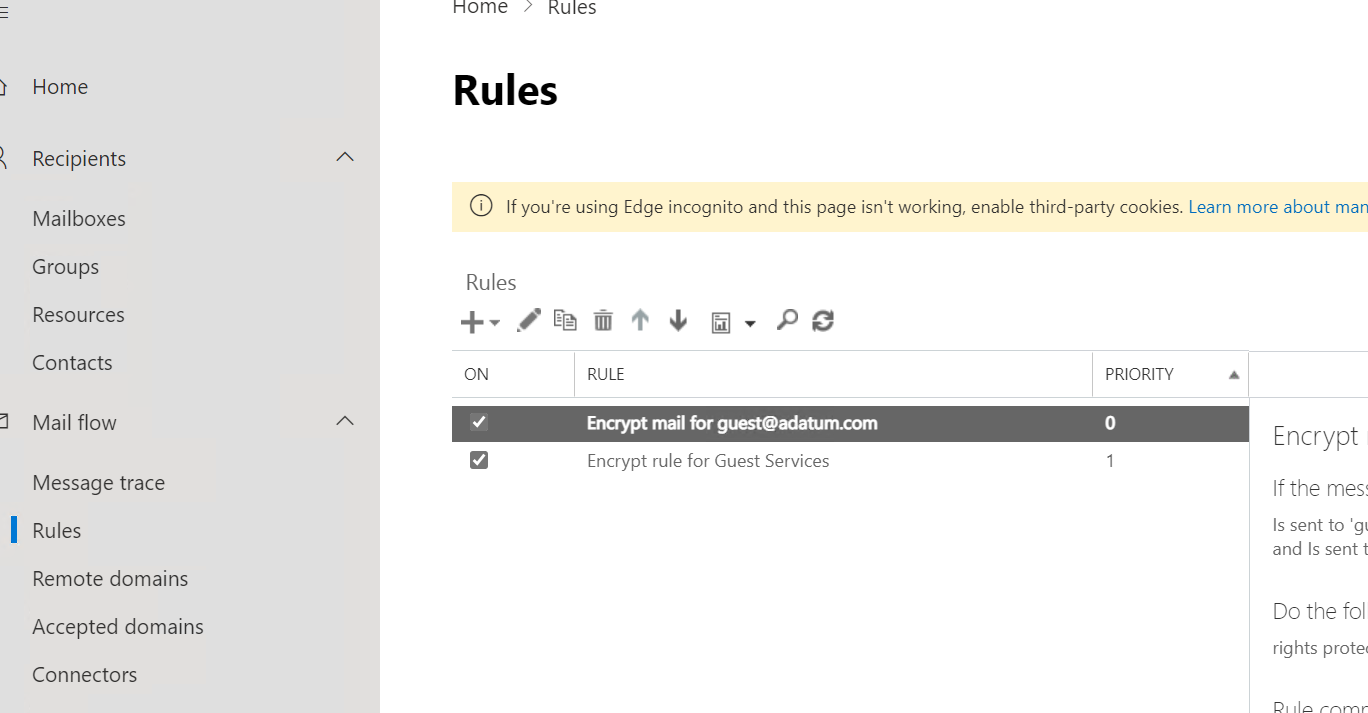 Home > Rules
Home
Recipients
Mailboxes
Groups
Resources
Contacts
Mail flow
Message trace
Rules
Remote domains
Accepted domains
Connectors
Rules
If you're using Edge incognito and this page isn't working, enable third-party cookies. Learn more about man
Rules
ON RULE PRIORITY
Encrypt mail for guest@adatum.com 0
Encrypt rule for Guest Services 1
Encrypt
If the mess
Is sent to 'gu
and Is sent t
Do the foll
rights protec
Rule comm